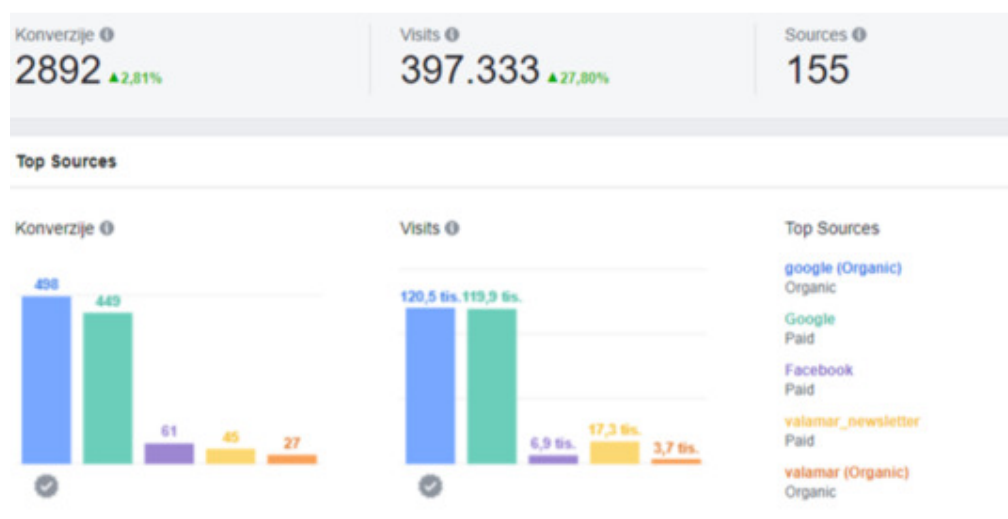 Konverzije
2892 ▲2,81%
Visits
397.333 ▲27,80%
Sources
155
Top Sources
Konverzije
498
449
61
45
27
Visits
120,5 tis.
119,9 tis.
6,9 tis.
17,3 tis.
3,7 tis.
Top Sources
google (Organic)
Organic
Google
Paid
Facebook
Paid
valamar_newsletter
Paid
valamar (Organic)
Organic